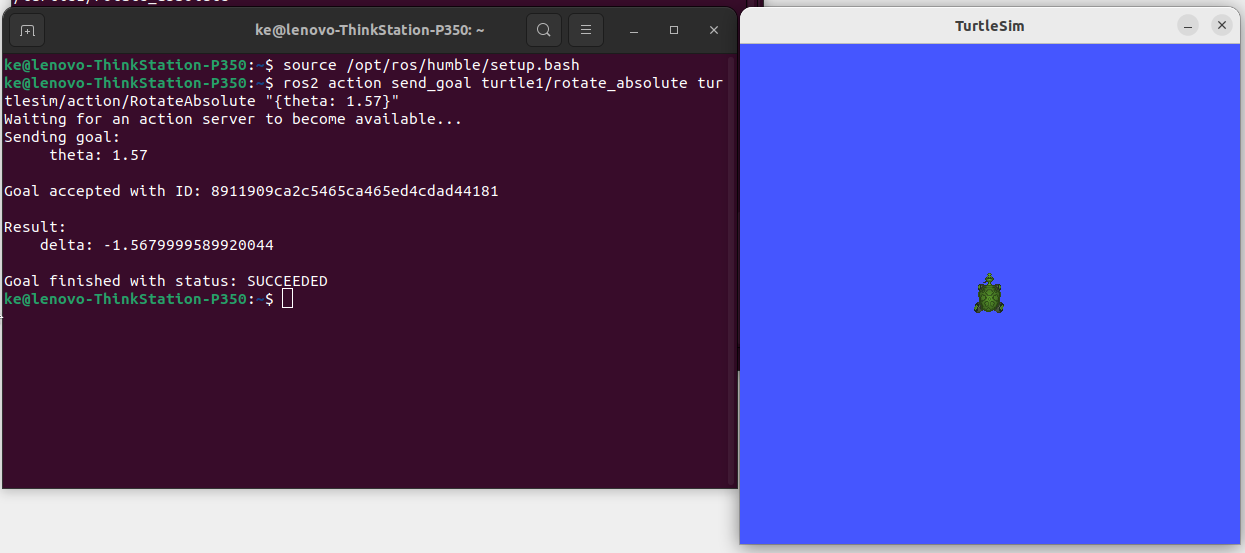 ke@lenovo-ThinkStation-P350: ~
TurtleSim
ke@lenovo-ThinkStation-P350:~$ source /opt/ros/humble/setup.bash
ke@lenovo-ThinkStation-P350:~$ ros2 action send_goal turtle1/rotate_absolute tur
tlesim/action/RotateAbsolute "{theta: 1.57}"
Waiting for an action server to become available...
Sending goal:
     theta: 1.57
Goal accepted with ID: 8911909ca2c5465ca465ed4cdad44181
Result:
    delta: -1.5679999589920044
Goal finished with status: SUCCEEDED
ke@lenovo-ThinkStation-P350:~$